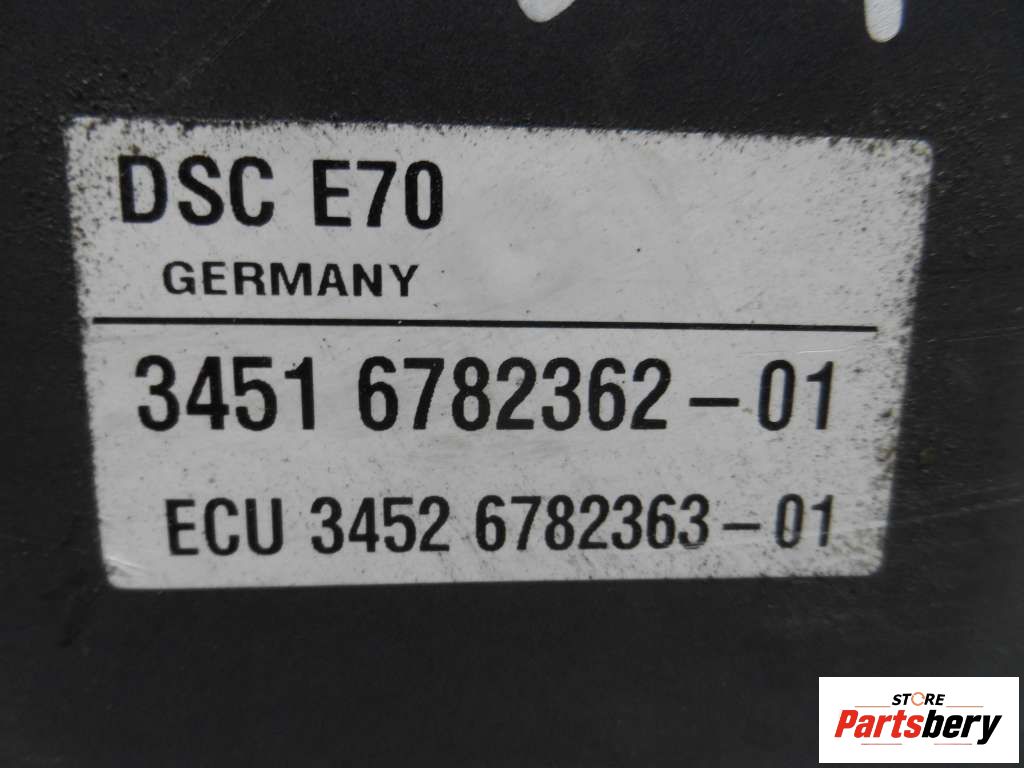 DSC E70
GERMANY
3451 6782362-01
ECU 3452 6782363-01
STORE
Partsbery